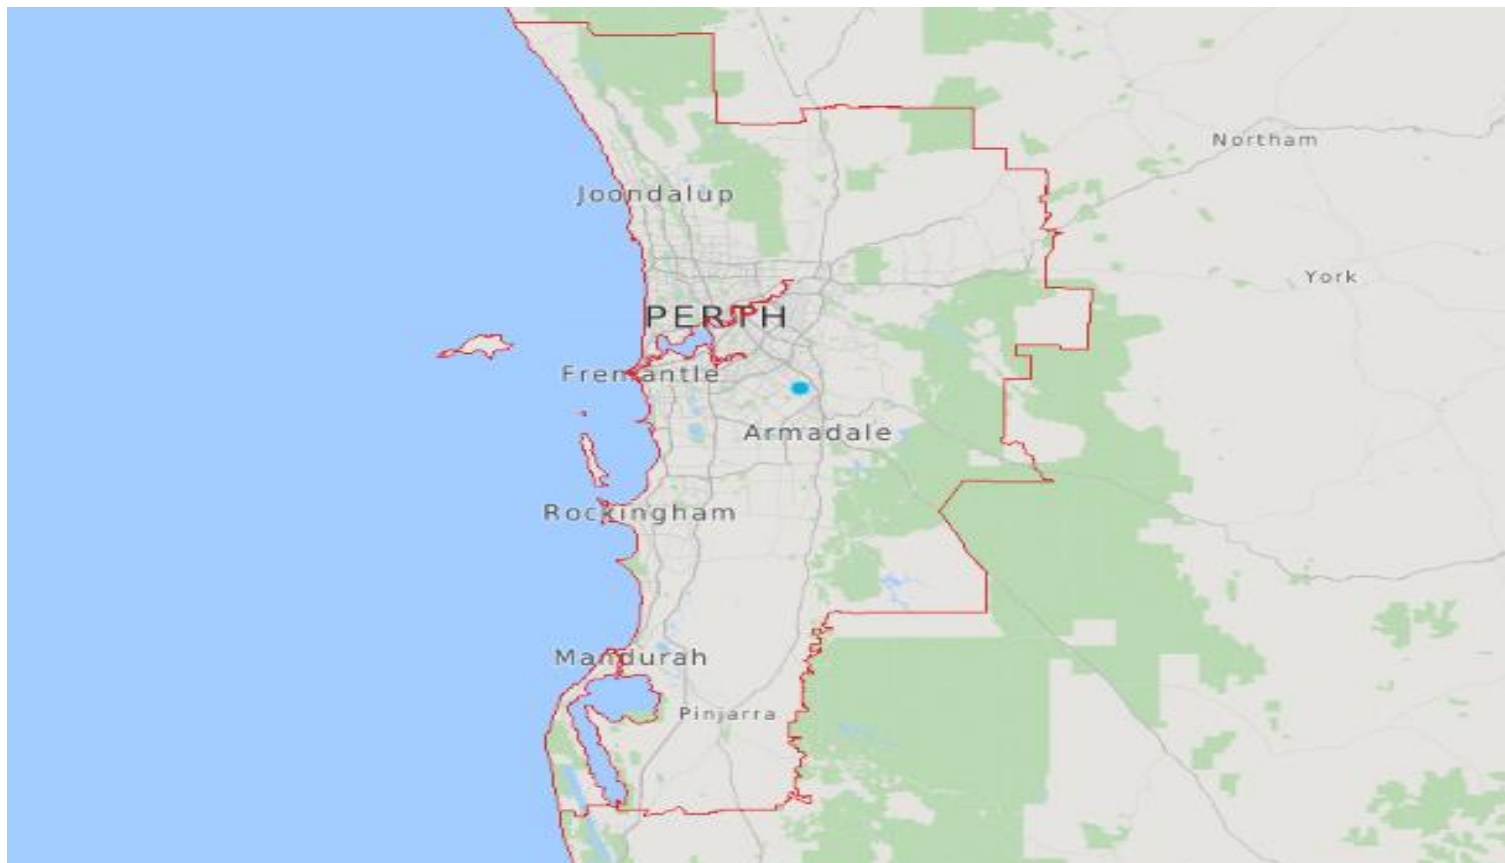 Northam
Joondalup
York
PERTH
Fremantle
Armadale
Rockingham
Mandurah
Pinjarra